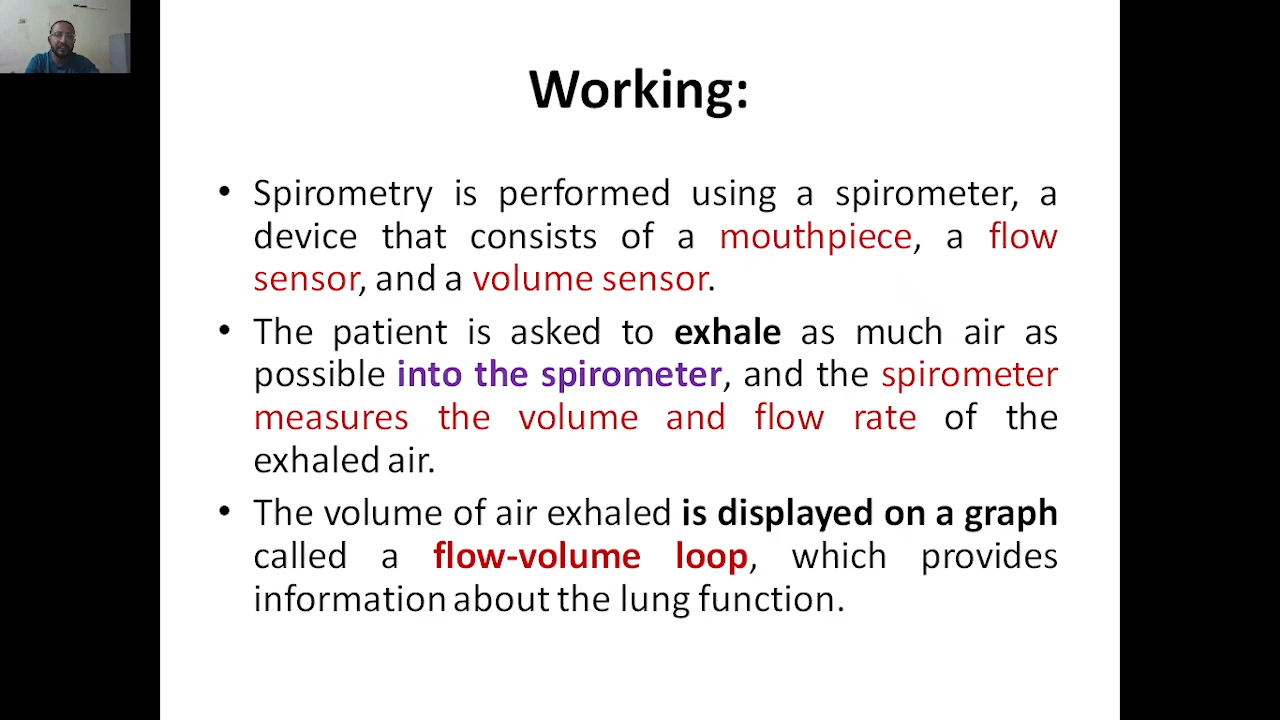 Working:
• Spirometry is performed using a spirometer, a
device that consists of a mouthpiece, a flow
sensor, and a volume sensor.
• The patient is asked to exhale as much air as
possible into the spirometer, and the spirometer
measures the volume and flow rate of the
exhaled air.
• The volume of air exhaled is displayed on a graph
called a flow-volume loop, which provides
information about the lung function.